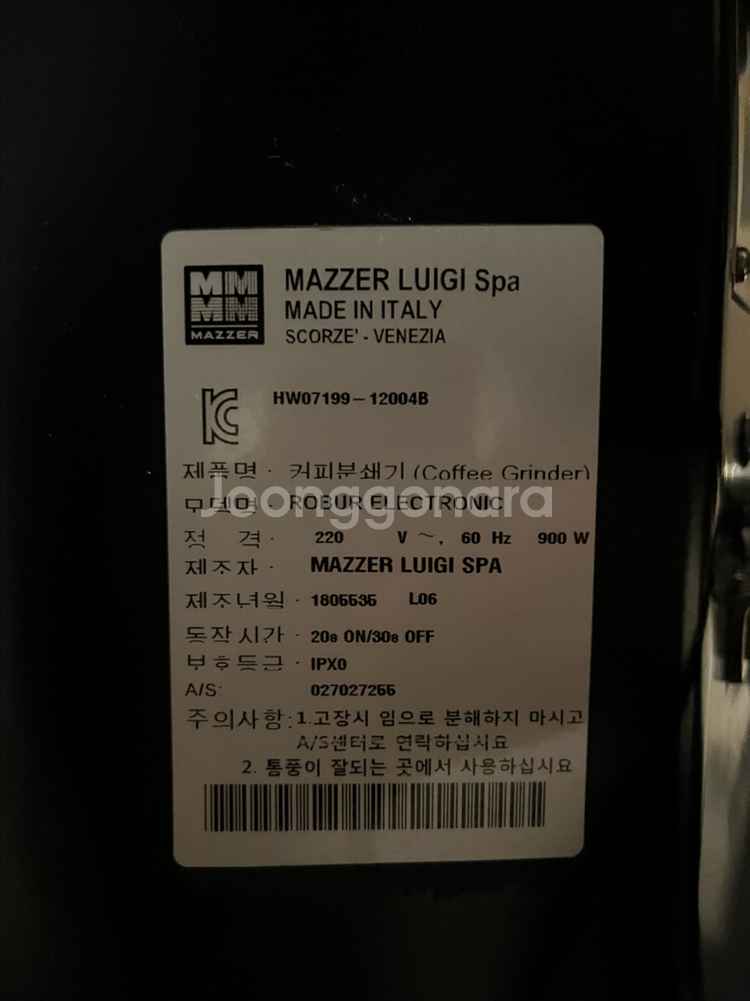 MAZZER
MAZZER LUIGI Spa
MADE IN ITALY
SCORZE' - VENEZIA
HW07199-12004B
제품명 · 커피분쇄기 (Coffee Grinder)
모델명 · ROBUR ELECTRONIC
Joonggonara
정 격 · 220 V ~, 60 Hz 900 W
제조자 · MAZZER LUIGI SPA
제조년월 · 1805535 L06
동작시간 · 20s ON/30s OFF
보호등급 · IPX0
A/S: 027027255
주의사항:1.고장시 임으로 분해하지 마시고
A/S센터로 연락하십시요
2. 통풍이 잘되는 곳에서 사용하십시요